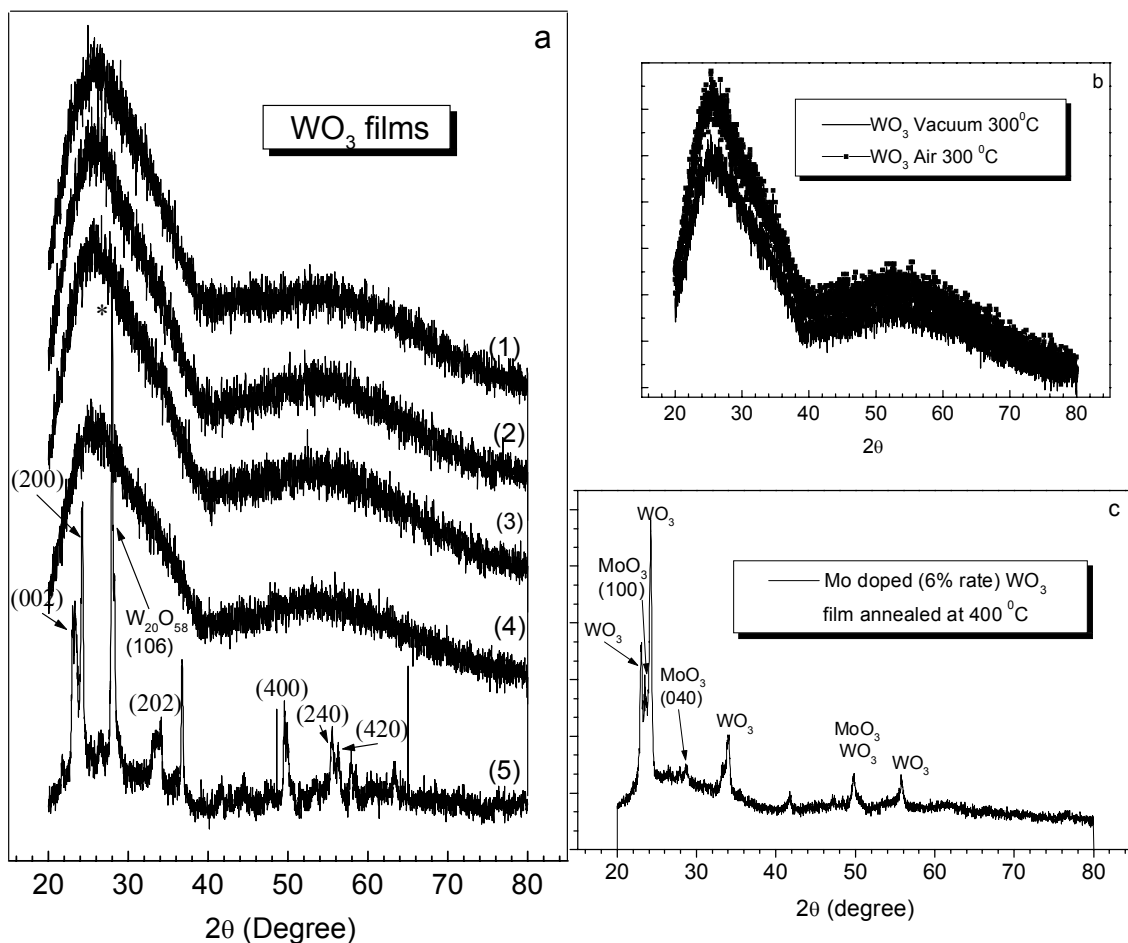 a
WO₃ films
*
(1)
(2)
(3)
(4)
(5)
(200)
(002)
W₂₀O₅₈
(106)
(202)
(400)
(240)
(420)
20 30 40 50 60 70 80
2θ (Degree)
b
WO₃ Vacuum 300⁰C
WO₃ Air 300 ⁰C
20 30 40 50 60 70 80
2θ
c
WO₃
MoO₃
(100)
WO₃
MoO₃
(040)
WO₃
MoO₃
WO₃
WO₃
Mo doped (6% rate) WO₃
film annealed at 400 ⁰C
20 30 40 50 60 70 80
2θ (degree)